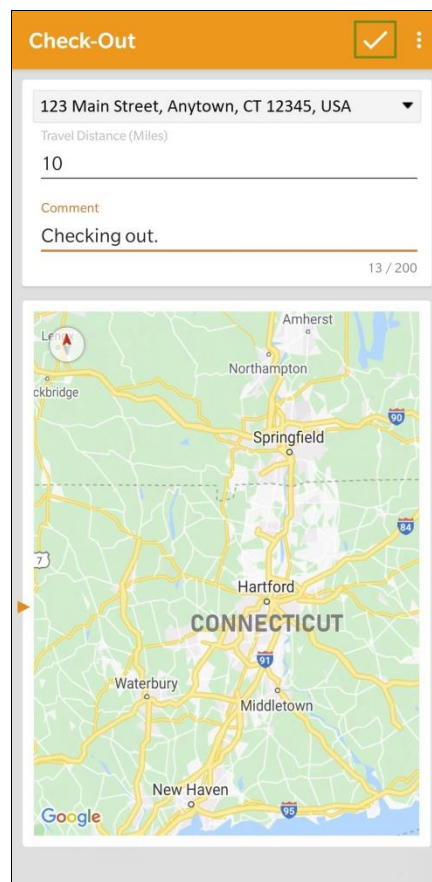 Check-Out
123 Main Street, Anytown, CT 12345, USA
Travel Distance (Miles)
10
Comment
Checking out.
13 / 200
Amherst
Northampton
ckbridge
90
Springfield
84
7
Hartford
CONNECTICUT
91
Waterbury
Middletown
New Haven
95
Google